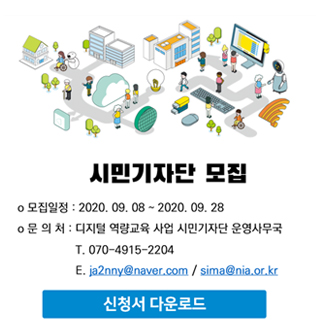 시민기자단 모집
o 모집일정 : 2020. 09. 08 ~ 2020. 09. 28
o 문 의 처 : 디지털 역량교육 사업 시민기자단 운영사무국
T. 070-4915-2204
E. ja2nny@naver.com / sima@nia.or.kr
신청서 다운로드